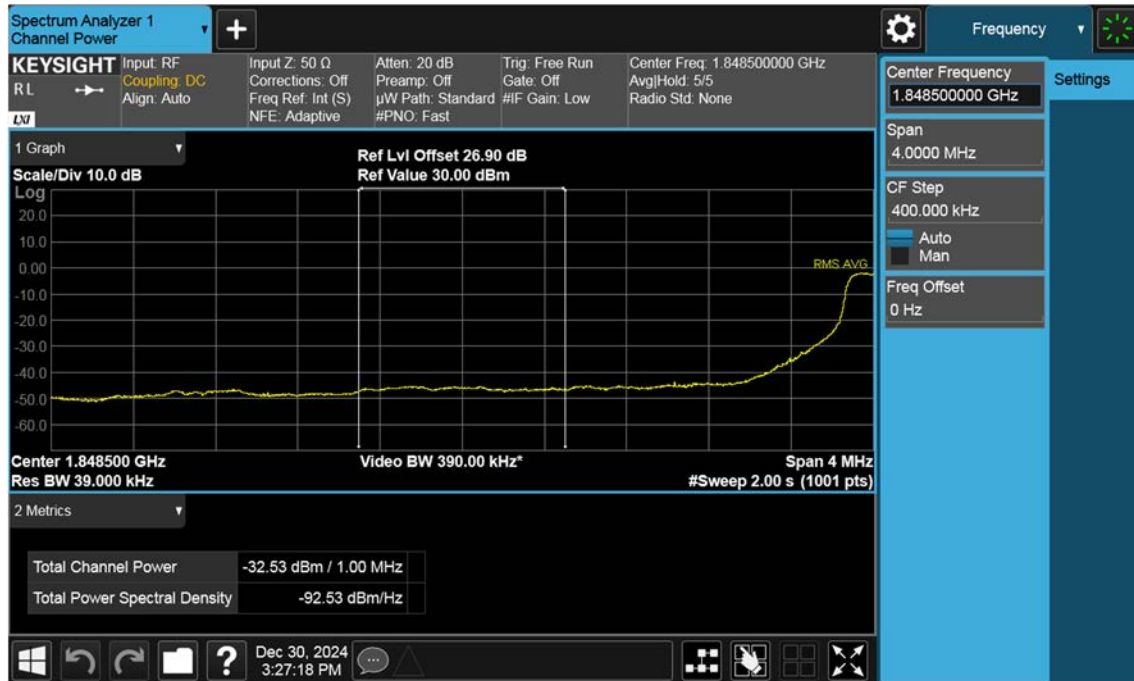 Spectrum Analyzer 1
Channel Power
Frequency
KEYSIGHT
R L
LXI
Input: RF
Coupling: DC
Align: Auto
Input Z: 50 Ω
Corrections: Off
Freq Ref: Int (S)
NFE: Adaptive
Atten: 20 dB
Preamp: Off
µW Path: Standard
#PNO: Fast
Trig: Free Run
Gate: Off
#IF Gain: Low
Center Freq: 1.848500000 GHz
Avg|Hold: 5/5
Radio Std: None
Center Frequency
1.848500000 GHz
Settings
Span
4.0000 MHz
CF Step
400.000 kHz
Auto
Man
Freq Offset
0 Hz
1 Graph
Scale/Div 10.0 dB
Ref Lvl Offset 26.90 dB
Ref Value 30.00 dBm
Log
20.0
10.0
0.00
-10.0
-20.0
-30.0
-40.0
-50.0
-60.0
RMS AVG
Center 1.848500 GHz
Video BW 390.00 kHz*
Span 4 MHz
Res BW 39.000 kHz
#Sweep 2.00 s (1001 pts)
2 Metrics
Total Channel Power -32.53 dBm / 1.00 MHz
Total Power Spectral Density -92.53 dBm/Hz
?
Dec 30, 2024
3:27:18 PM